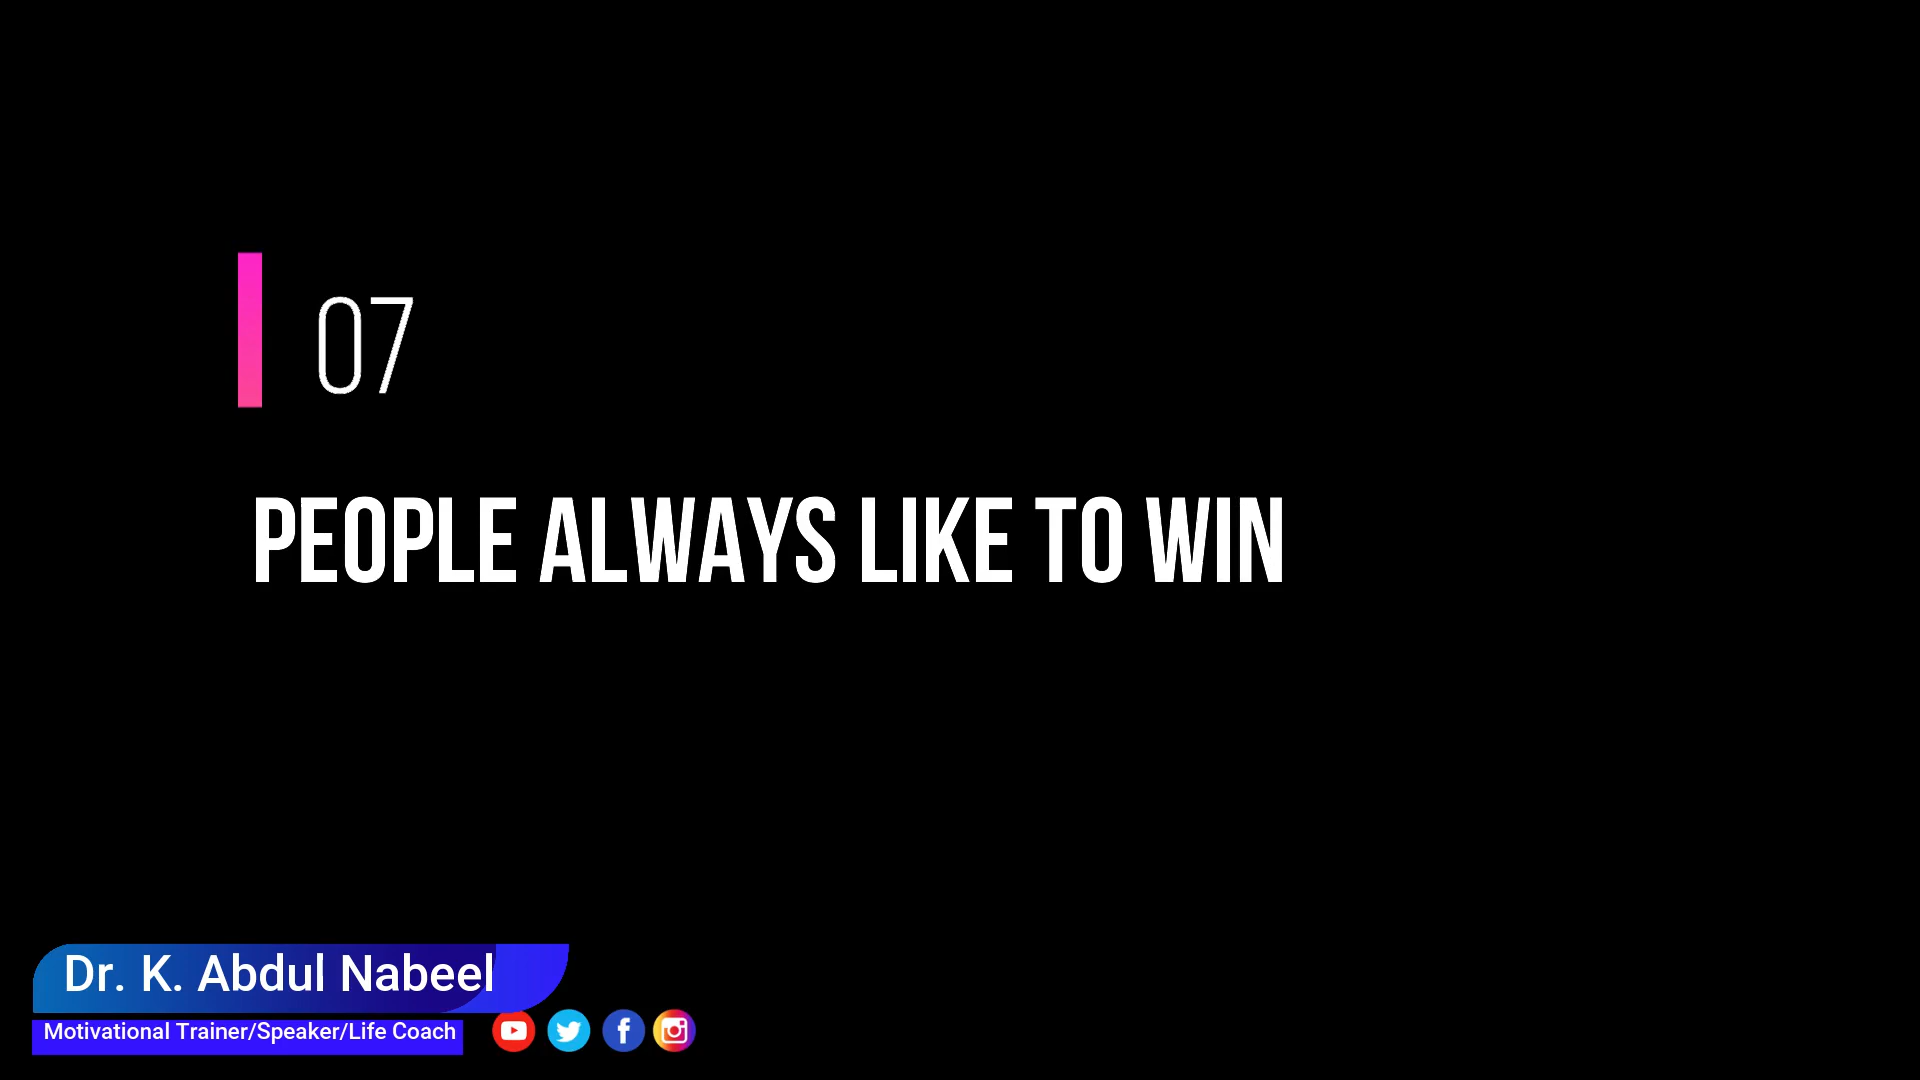 07
PEOPLE ALWAYS LIKE TO WIN
Dr. K. Abdul Nabeel
Motivational Trainer/Speaker/Life Coach